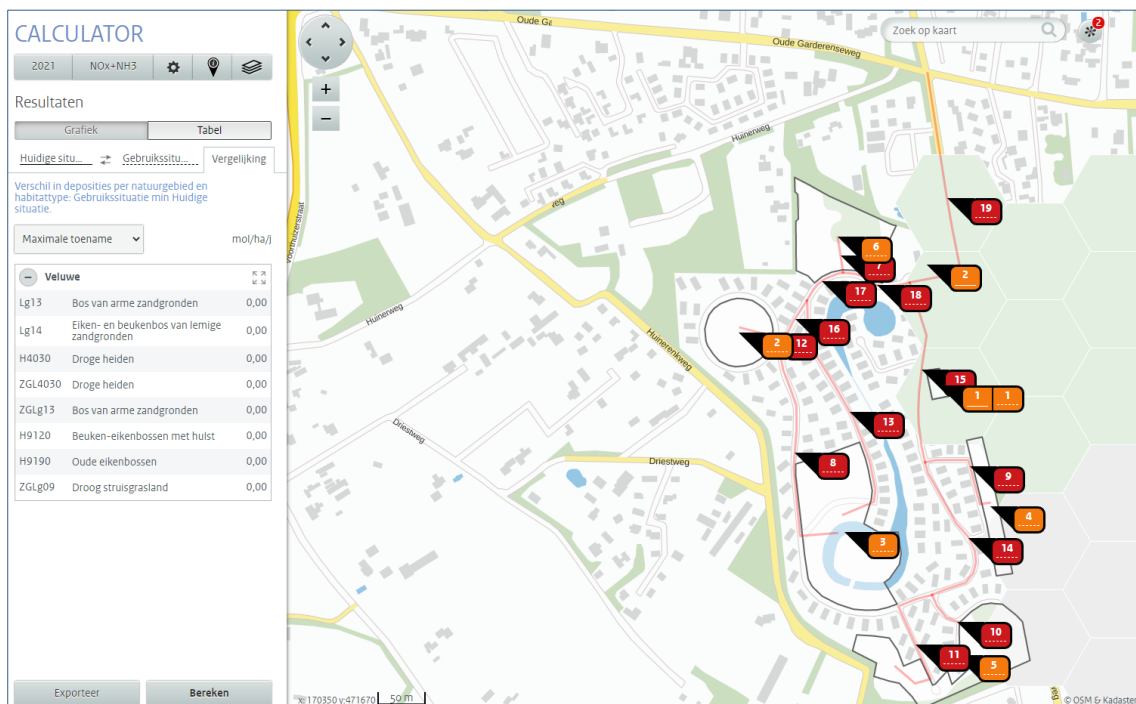 CALCULATOR
2021 NOx+NH3
Resultaten
Grafiek Tabel
Huidige situ... Gebruikssitu... Vergelijking
Verschil in deposities per natuurgebied en
habitattype: Gebruikssituatie min Huidige
situatie.
Maximale toename mol/ha/j
Veluwe
Lg13 Bos van arme zandgronden 0,00
Lg14 Eiken- en beukenbos van lemige zandgronden 0,00
H4030 Droge heiden 0,00
ZGL4030 Droge heiden 0,00
ZGLg13 Bos van arme zandgronden 0,00
H9120 Beuken-eikenbossen met hulst 0,00
H9190 Oude eikenbossen 0,00
ZGLg09 Droog struisgrasland 0,00
Exporteer Bereken
Zoek op kaart
2
Oude Garderenseweg
Huinerweg
Voorthuizerstraat
Huinerweg
Huinerenkweg
Driestweg
Driestweg
19
6
7
2
17
18
16
2
12
15
1 1
13
8
9
4
3
14
10
11
5
x: 170350 y:471670 50 m
© OSM & Kadaster